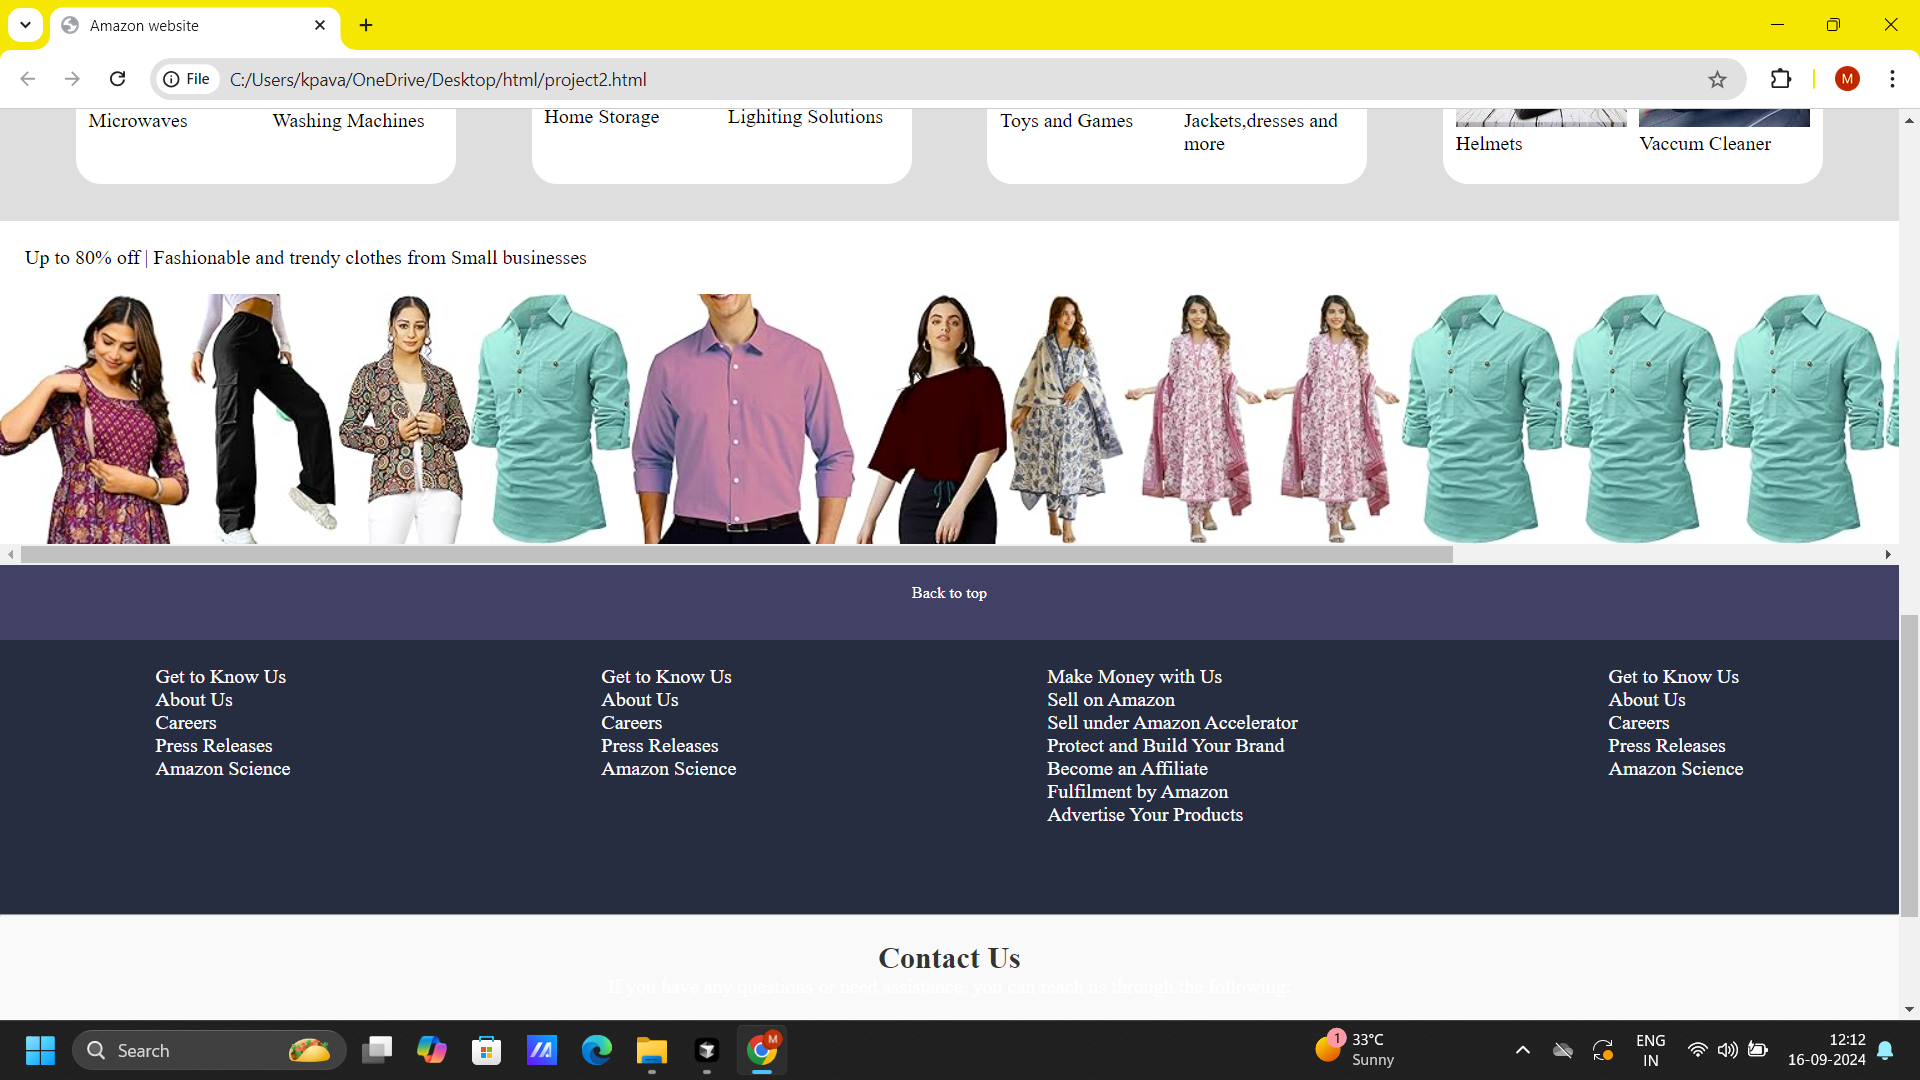 Amazon website
File
C:/Users/kpava/OneDrive/Desktop/html/project2.html
M
Microwaves
Washing Machines
Home Storage
Lighiting Solutions
Toys and Games
Jackets,dresses and
more
Helmets
Vaccum Cleaner
Up to 80% off | Fashionable and trendy clothes from Small businesses
Back to top
Get to Know Us
About Us
Careers
Press Releases
Amazon Science
Get to Know Us
About Us
Careers
Press Releases
Amazon Science
Make Money with Us
Sell on Amazon
Sell under Amazon Accelerator
Protect and Build Your Brand
Become an Affiliate
Fulfilment by Amazon
Advertise Your Products
Get to Know Us
About Us
Careers
Press Releases
Amazon Science
Contact Us
If you have any questions or need assistance, you can reach us through the following:
Search
M
1
33°C
Sunny
ENG
IN
12:12
16-09-2024